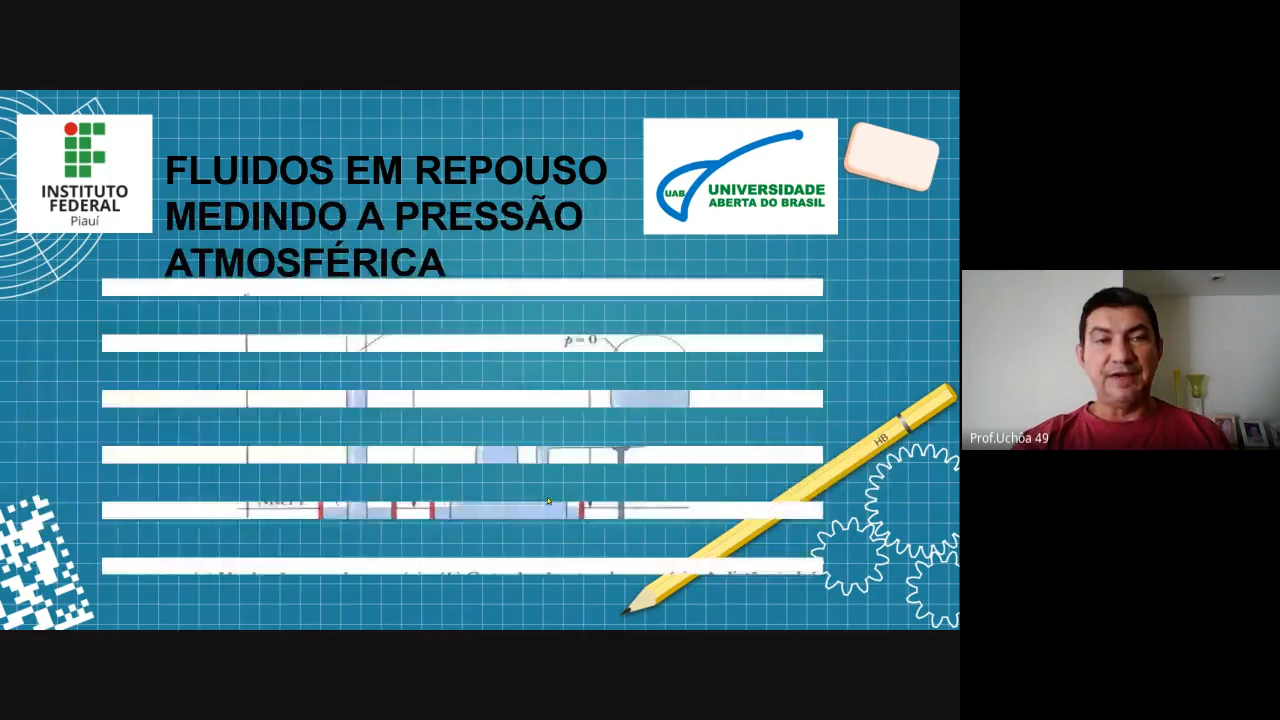 INSTITUTO
FEDERAL
Piauí
FLUIDOS EM REPOUSO
MEDINDO A PRESSÃO
ATMOSFÉRICA
UAB
UNIVERSIDADE
ABERTA DO BRASIL
p = 0
HB
Prof.Uchôa 49